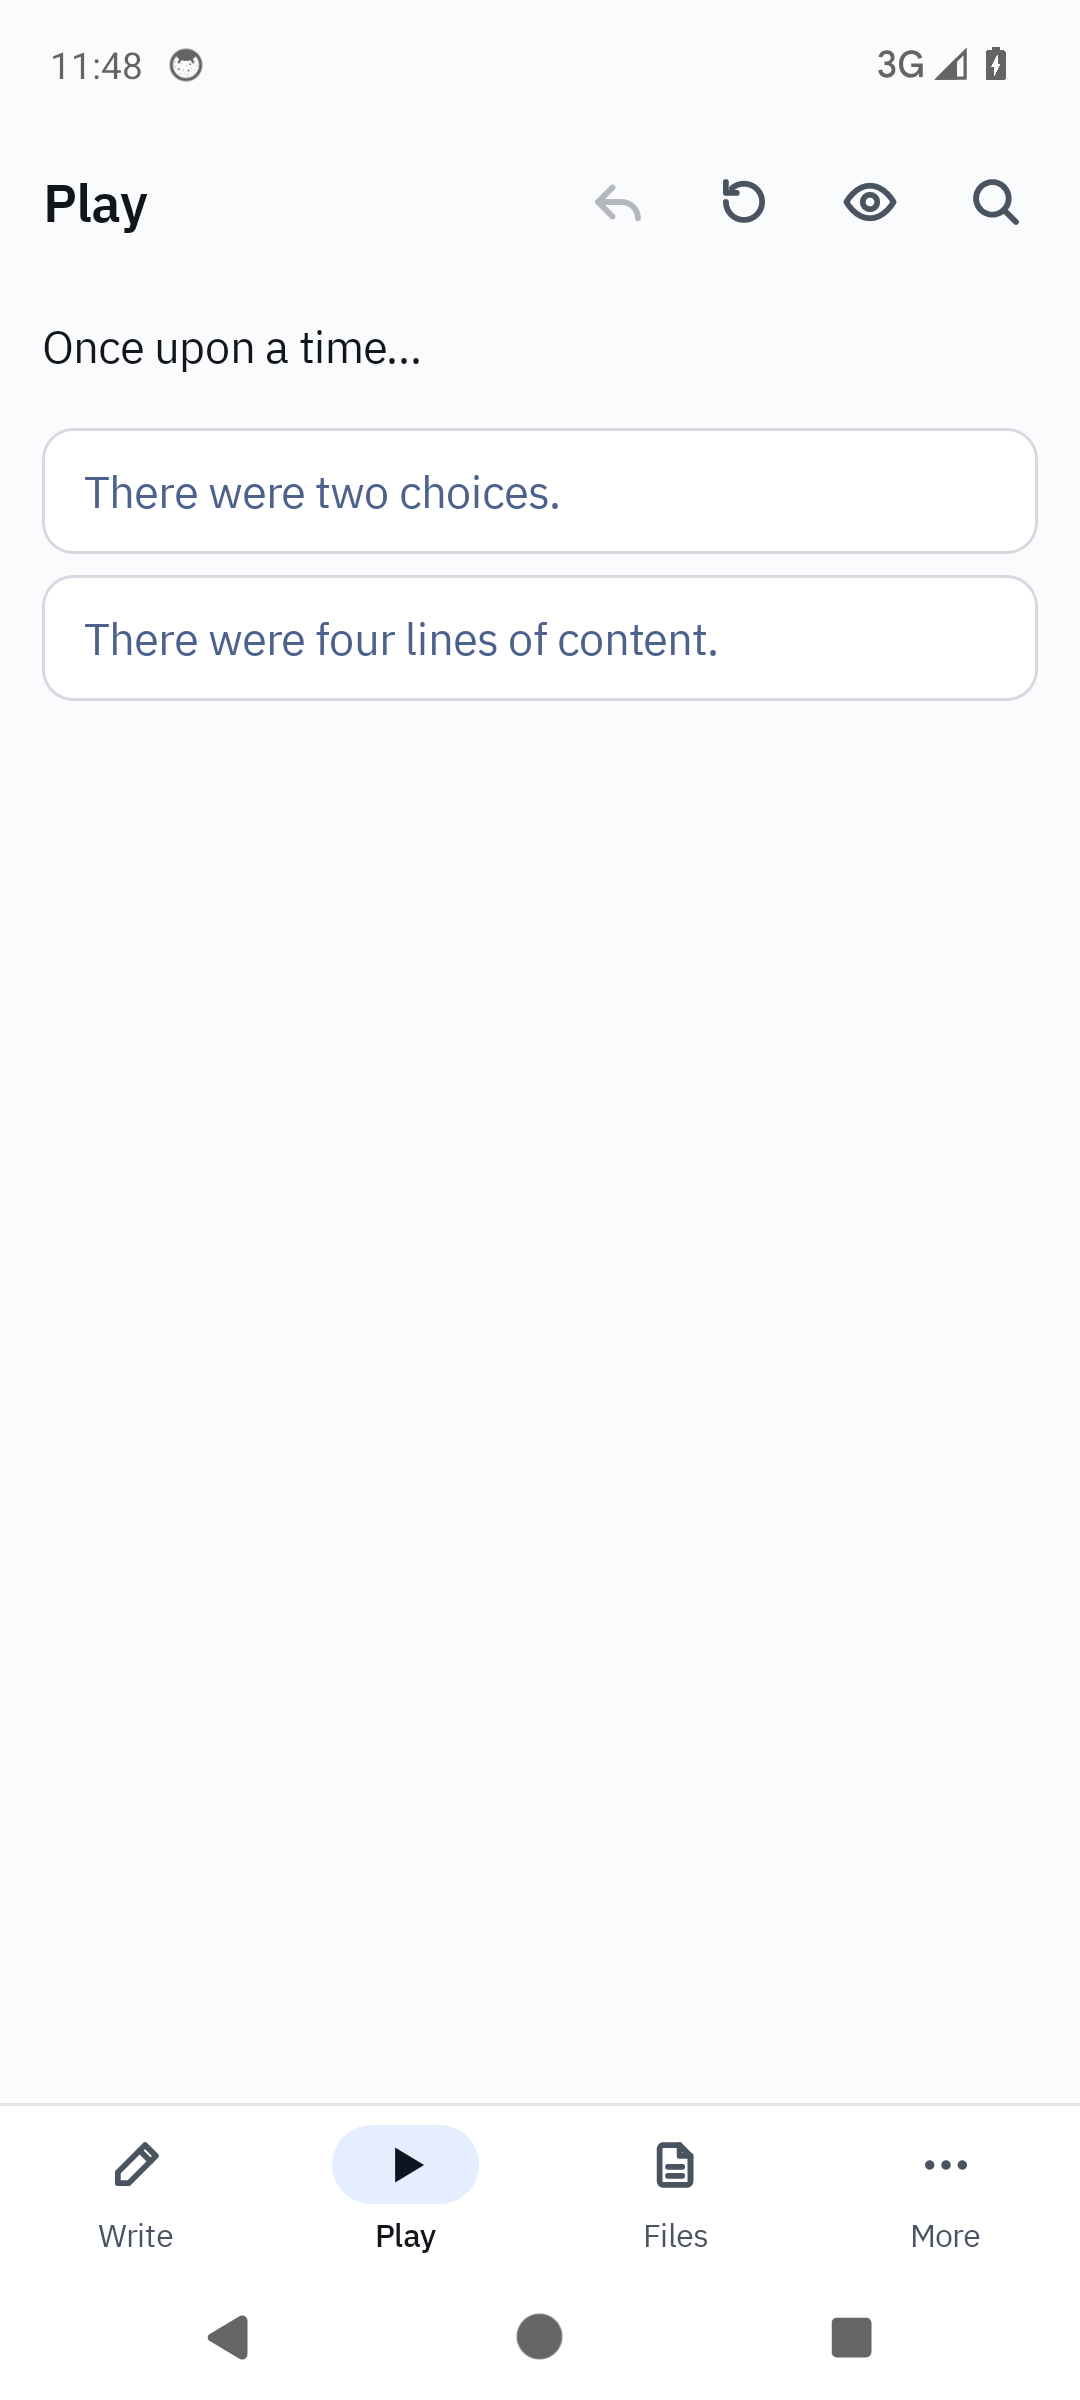 11:48
3G
Play
Once upon a time...
There were two choices.
There were four lines of content.
Write
Play
Files
More